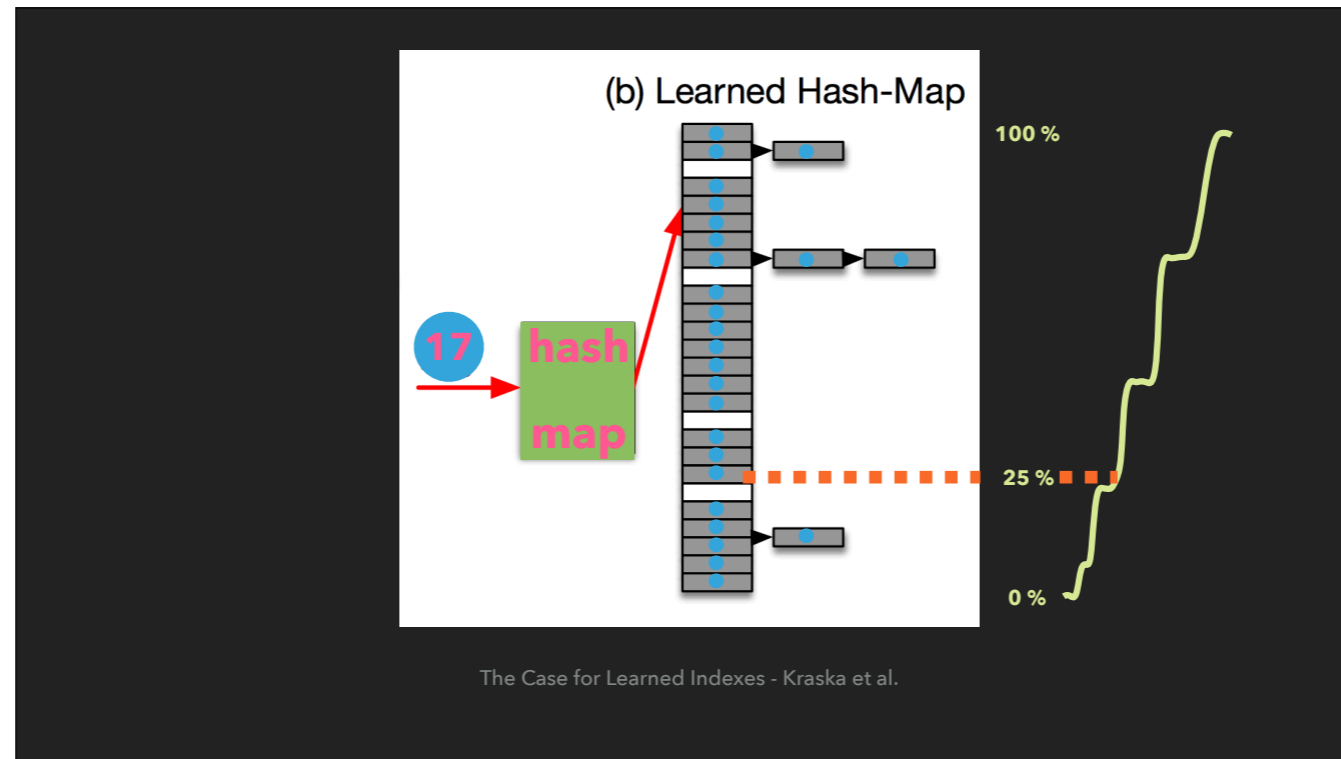 (b) Learned Hash-Map
100 %
17
hash
map
25 %
0 %
The Case for Learned Indexes - Kraska et al.